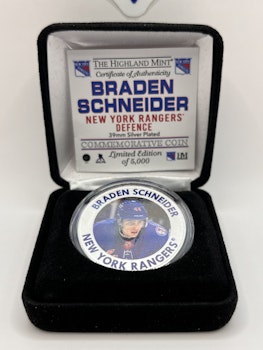 THE HIGHLAND MINT
Certificate of Authenticity
BRADEN
SCHNEIDER
NEW YORK RANGERS®
DEFENCE
39mm Silver Plated
COMMEMORATIVE COIN
Limited Edition
of 5,000
BRADEN SCHNEIDER
NEW YORK RANGERS®